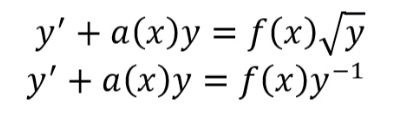 y′ + a(x)y = f(x)√y
y′ + a(x)y = f(x)y⁻¹